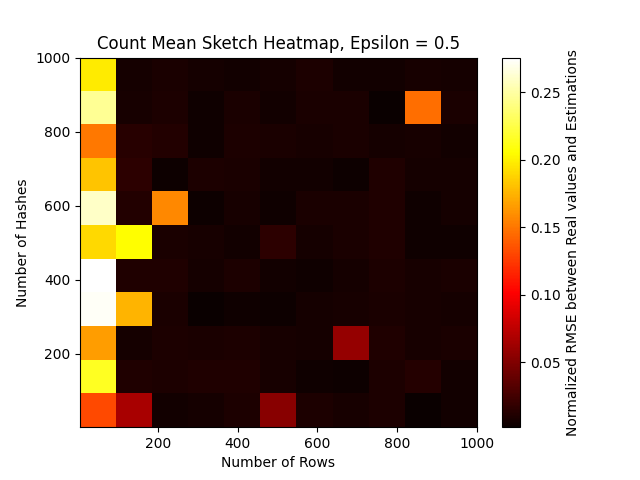 Count Mean Sketch Heatmap, Epsilon = 0.5
1000
800
600
400
200
Number of Hashes
200 400 600 800 1000
Number of Rows
0.25
0.20
0.15
0.10
0.05
Normalized RMSE between Real values and Estimations